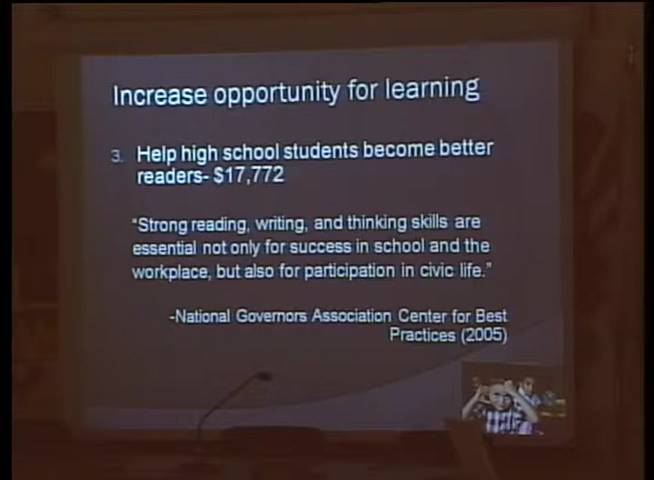 Increase opportunity for learning
3. Help high school students become better
readers- $17,772
“Strong reading, writing, and thinking skills are
essential not only for success in school and the
workplace, but also for participation in civic life.”
-National Governors Association Center for Best
Practices (2005)